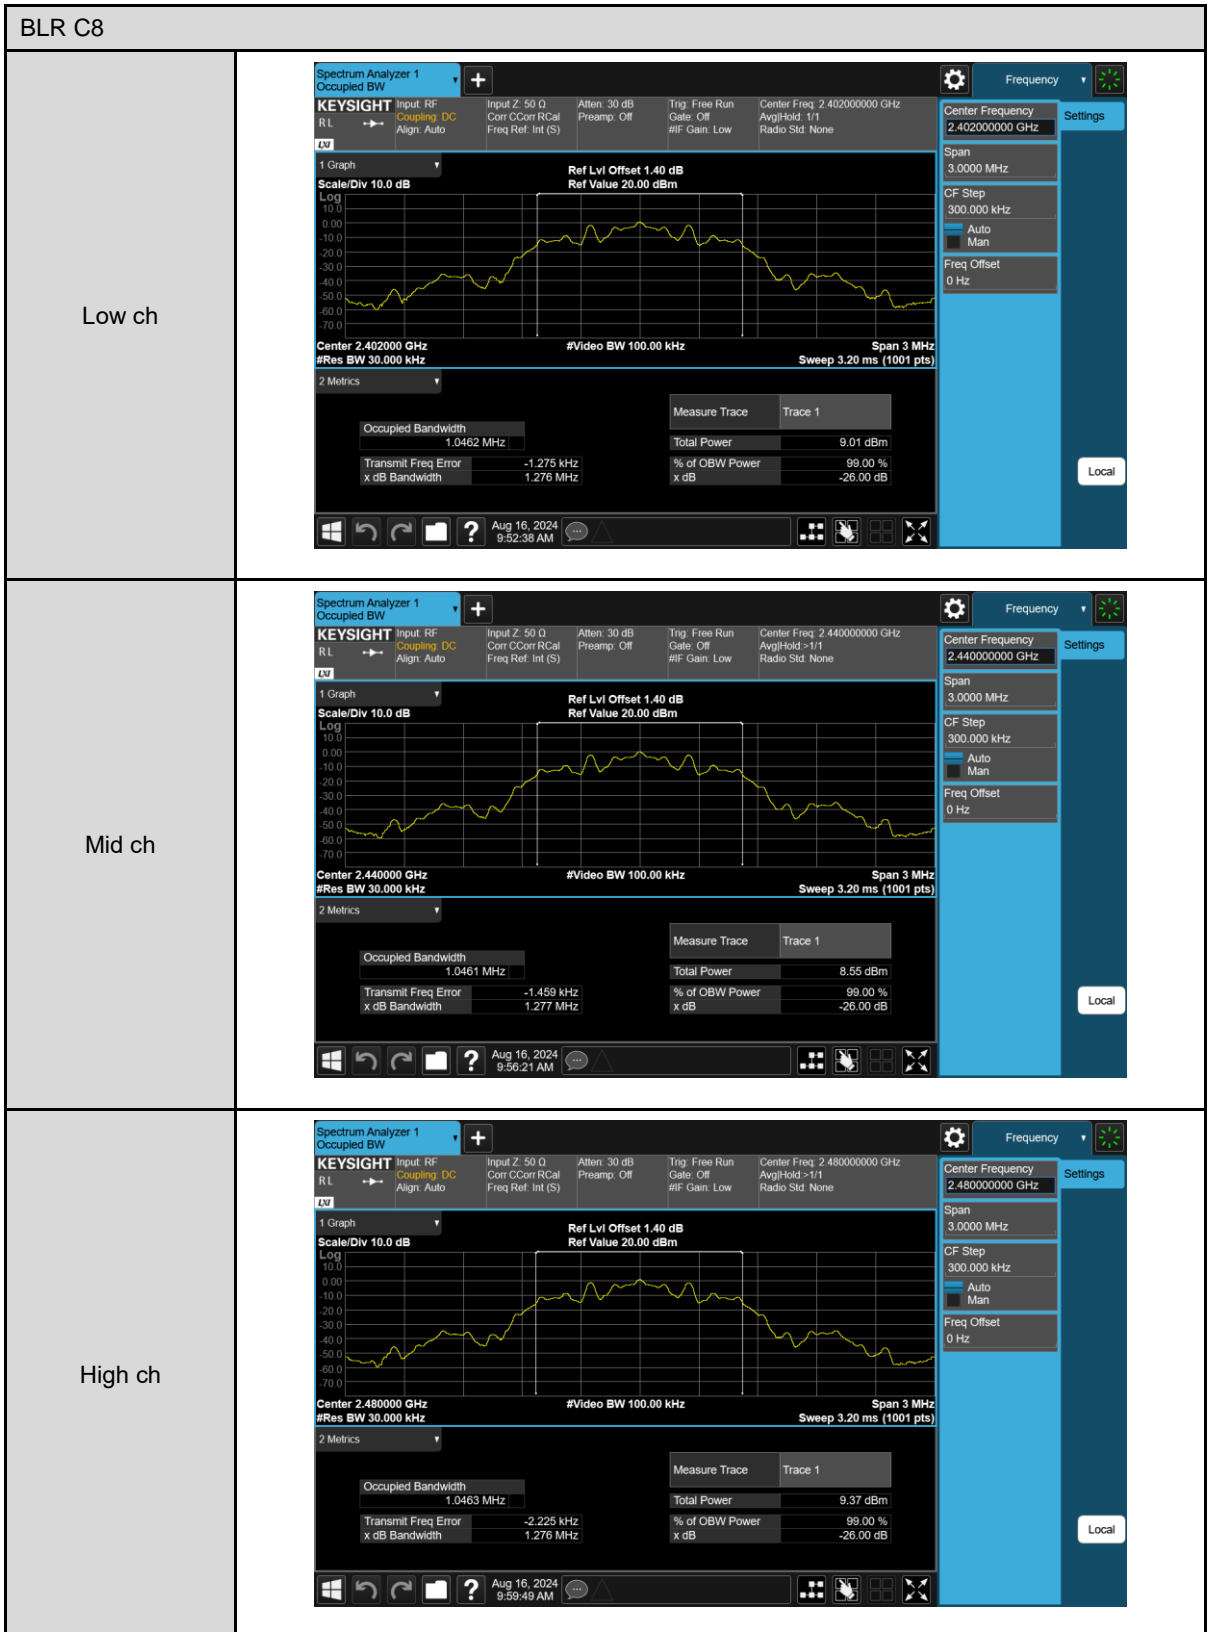 BLR C8
Low ch
Spectrum Analyzer 1
Occupied BW
Frequency
KEYSIGHT
R L
LXI
Input: RF
Coupling: DC
Align: Auto
Input Z: 50 Ω
Corr CCorr RCal
Freq Ref: Int (S)
Atten: 30 dB
Preamp: Off
Trig: Free Run
Gate: Off
#IF Gain: Low
Center Freq: 2.402000000 GHz
Avg|Hold: 1/1
Radio Std: None
Center Frequency
2.402000000 GHz
Settings
Span
3.0000 MHz
CF Step
300.000 kHz
Auto
Man
Freq Offset
0 Hz
Local
1 Graph
Scale/Div 10.0 dB
Ref Lvl Offset 1.40 dB
Ref Value 20.00 dBm
Log
10.0
0.00
-10.0
-20.0
-30.0
-40.0
-50.0
-60.0
-70.0
Center 2.402000 GHz
#Video BW 100.00 kHz
Span 3 MHz
#Res BW 30.000 kHz
Sweep 3.20 ms (1001 pts)
2 Metrics
Measure Trace Trace 1
Occupied Bandwidth
1.0462 MHz
Total Power 9.01 dBm
Transmit Freq Error -1.275 kHz
% of OBW Power 99.00 %
x dB Bandwidth 1.276 MHz
x dB -26.00 dB
?
Aug 16, 2024
9:52:38 AM
Mid ch
Spectrum Analyzer 1
Occupied BW
Frequency
KEYSIGHT
R L
LXI
Input: RF
Coupling: DC
Align: Auto
Input Z: 50 Ω
Corr CCorr RCal
Freq Ref: Int (S)
Atten: 30 dB
Preamp: Off
Trig: Free Run
Gate: Off
#IF Gain: Low
Center Freq: 2.440000000 GHz
Avg|Hold:>1/1
Radio Std: None
Center Frequency
2.440000000 GHz
Settings
Span
3.0000 MHz
CF Step
300.000 kHz
Auto
Man
Freq Offset
0 Hz
Local
1 Graph
Scale/Div 10.0 dB
Ref Lvl Offset 1.40 dB
Ref Value 20.00 dBm
Log
10.0
0.00
-10.0
-20.0
-30.0
-40.0
-50.0
-60.0
-70.0
Center 2.440000 GHz
#Video BW 100.00 kHz
Span 3 MHz
#Res BW 30.000 kHz
Sweep 3.20 ms (1001 pts)
2 Metrics
Measure Trace Trace 1
Occupied Bandwidth
1.0461 MHz
Total Power 8.55 dBm
Transmit Freq Error -1.459 kHz
% of OBW Power 99.00 %
x dB Bandwidth 1.277 MHz
x dB -26.00 dB
?
Aug 16, 2024
9:56:21 AM
High ch
Spectrum Analyzer 1
Occupied BW
Frequency
KEYSIGHT
R L
LXI
Input: RF
Coupling: DC
Align: Auto
Input Z: 50 Ω
Corr CCorr RCal
Freq Ref: Int (S)
Atten: 30 dB
Preamp: Off
Trig: Free Run
Gate: Off
#IF Gain: Low
Center Freq: 2.480000000 GHz
Avg|Hold:>1/1
Radio Std: None
Center Frequency
2.480000000 GHz
Settings
Span
3.0000 MHz
CF Step
300.000 kHz
Auto
Man
Freq Offset
0 Hz
Local
1 Graph
Scale/Div 10.0 dB
Ref Lvl Offset 1.40 dB
Ref Value 20.00 dBm
Log
10.0
0.00
-10.0
-20.0
-30.0
-40.0
-50.0
-60.0
-70.0
Center 2.480000 GHz
#Video BW 100.00 kHz
Span 3 MHz
#Res BW 30.000 kHz
Sweep 3.20 ms (1001 pts)
2 Metrics
Measure Trace Trace 1
Occupied Bandwidth
1.0463 MHz
Total Power 9.37 dBm
Transmit Freq Error -2.225 kHz
% of OBW Power 99.00 %
x dB Bandwidth 1.276 MHz
x dB -26.00 dB
?
Aug 16, 2024
9:59:49 AM